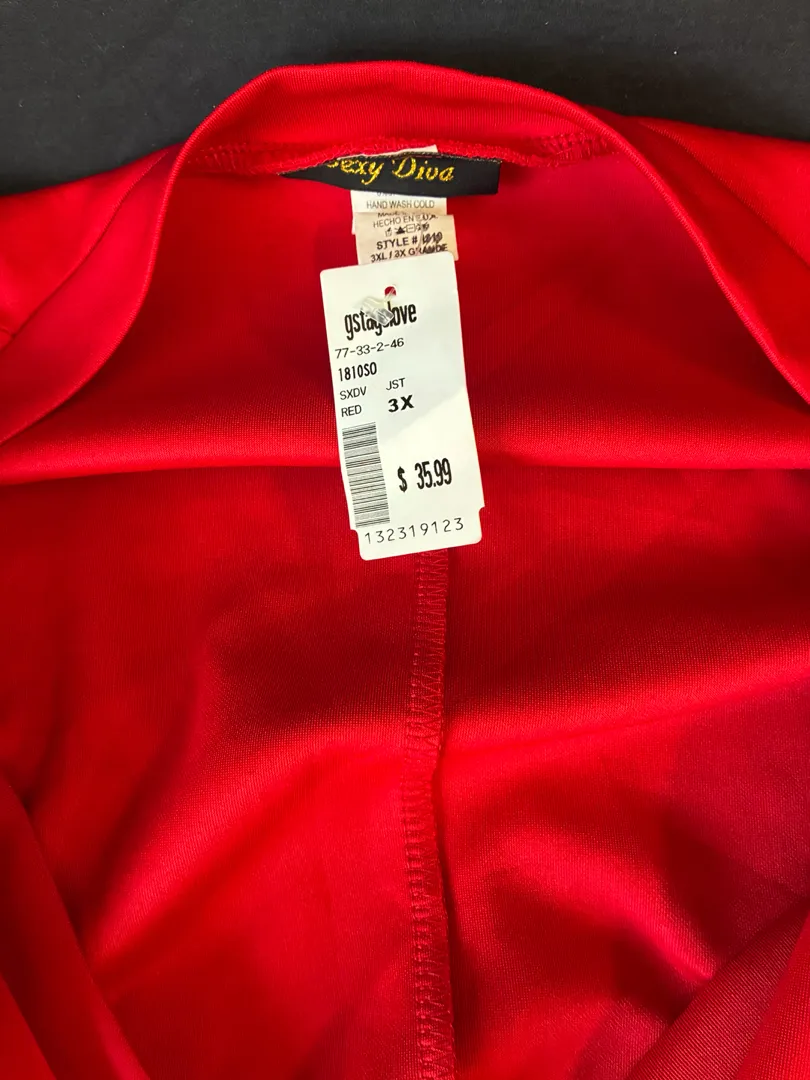 Sexy Diva
HAND WASH COLD
HECHO EN U.S.A.
STYLE #
3XL / 3X GRANDE
gstagelove
77-33-2-46
1810SO
SXDV JST
RED 3X
$ 35.99
132319123